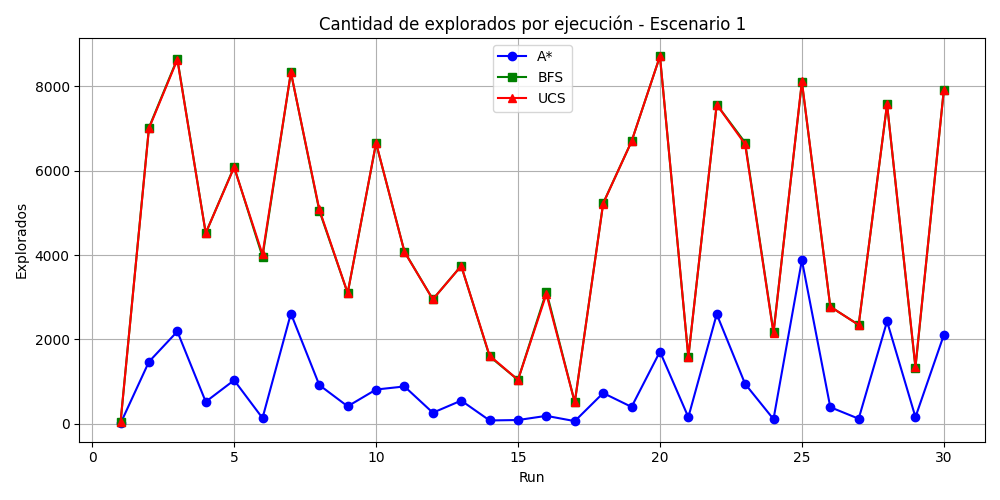 Cantidad de explorados por ejecución - Escenario 1
A*
BFS
UCS
Explorados
8000
6000
4000
2000
0
0 5 10 15 20 25 30
Run